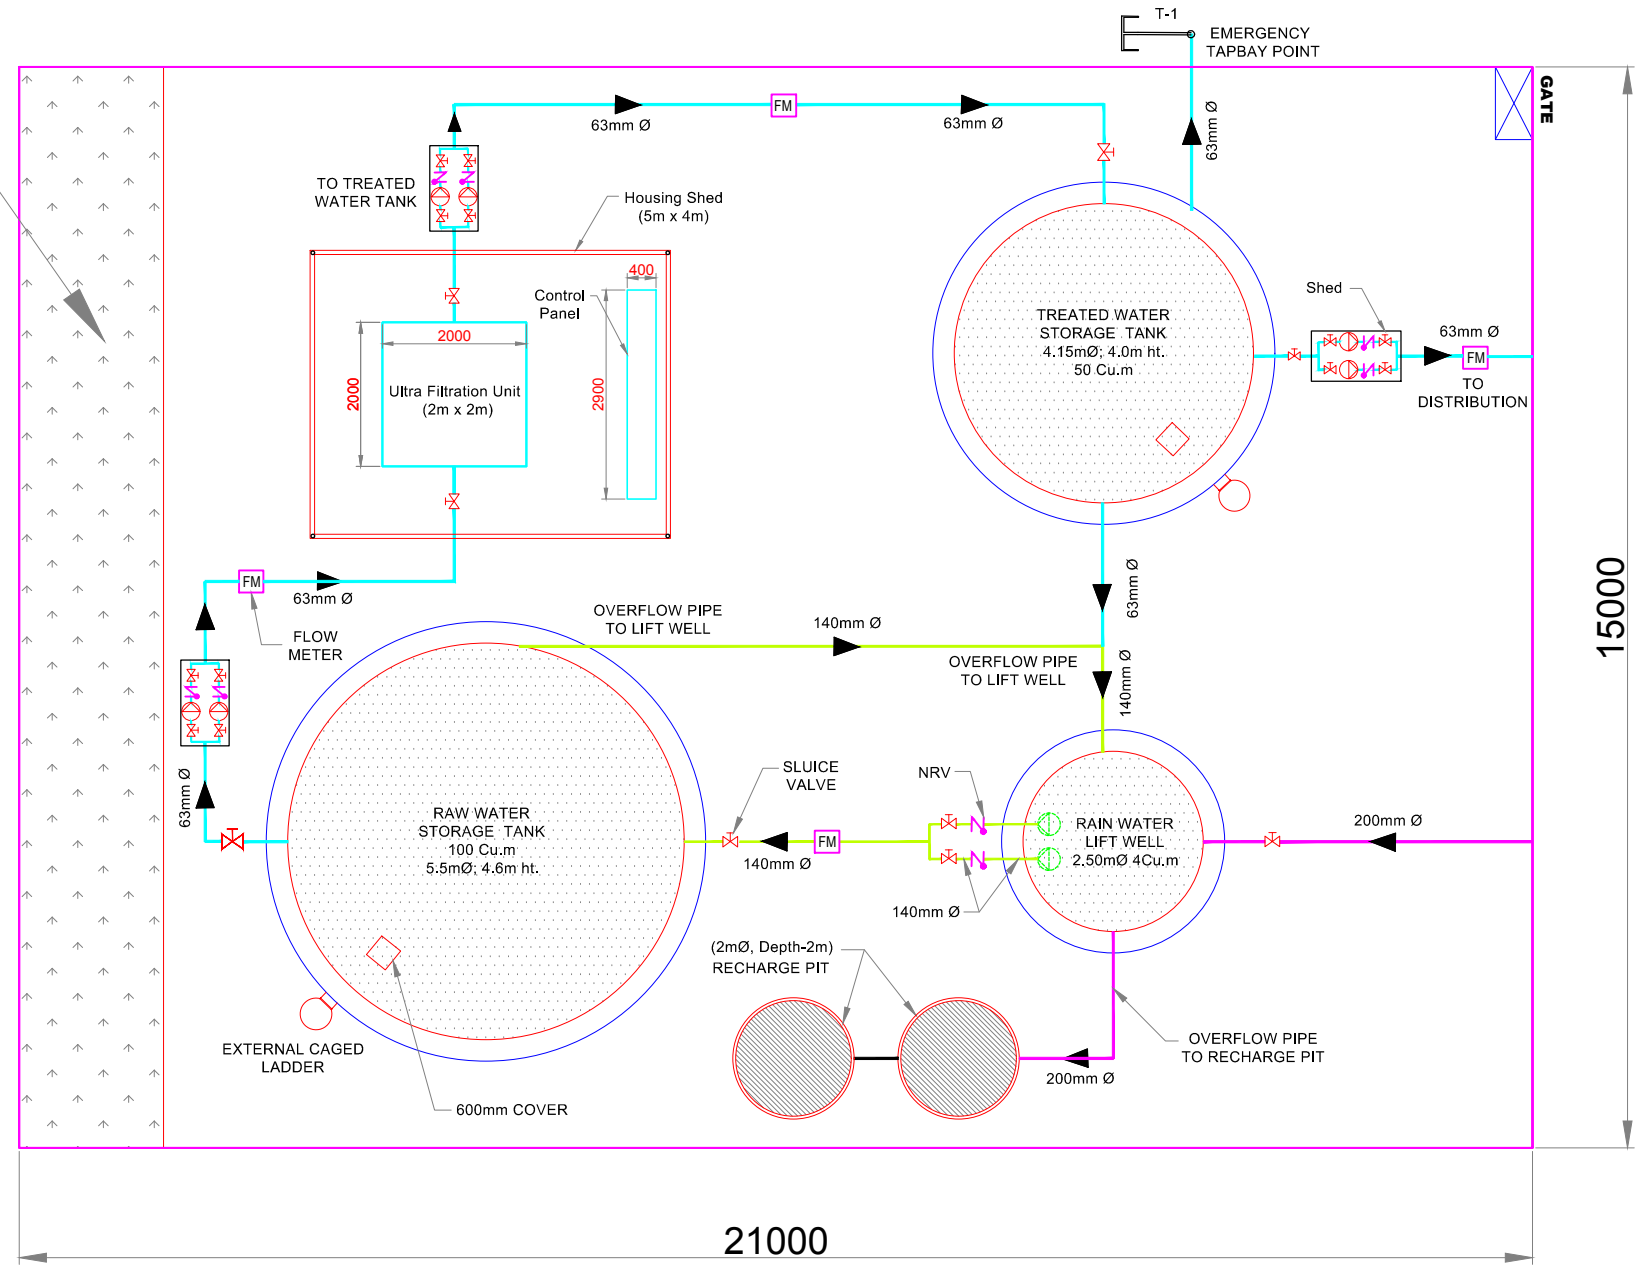 T-1
EMERGENCY
TAPBAY POINT
GATE
FM
63mm Ø
63mm Ø
63mm Ø
TO TREATED
WATER TANK
Housing Shed
(5m x 4m)
400
Control
Panel
2000
2000
2900
Ultra Filtration Unit
(2m x 2m)
TREATED WATER
STORAGE TANK
4.15mØ; 4.0m ht.
50 Cu.m
Shed
63mm Ø
FM
TO
DISTRIBUTION
15000
FM
63mm Ø
FLOW
METER
OVERFLOW PIPE
TO LIFT WELL
140mm Ø
63mm Ø
OVERFLOW PIPE
TO LIFT WELL
140mm Ø
63mm Ø
RAW WATER
STORAGE TANK
100 Cu.m
5.5mØ; 4.6m ht.
SLUICE
VALVE
FM
140mm Ø
NRV
140mm Ø
RAIN WATER
LIFT WELL
2.50mØ 4Cu.m
200mm Ø
(2mØ, Depth-2m)
RECHARGE PIT
OVERFLOW PIPE
TO RECHARGE PIT
200mm Ø
EXTERNAL CAGED
LADDER
600mm COVER
21000